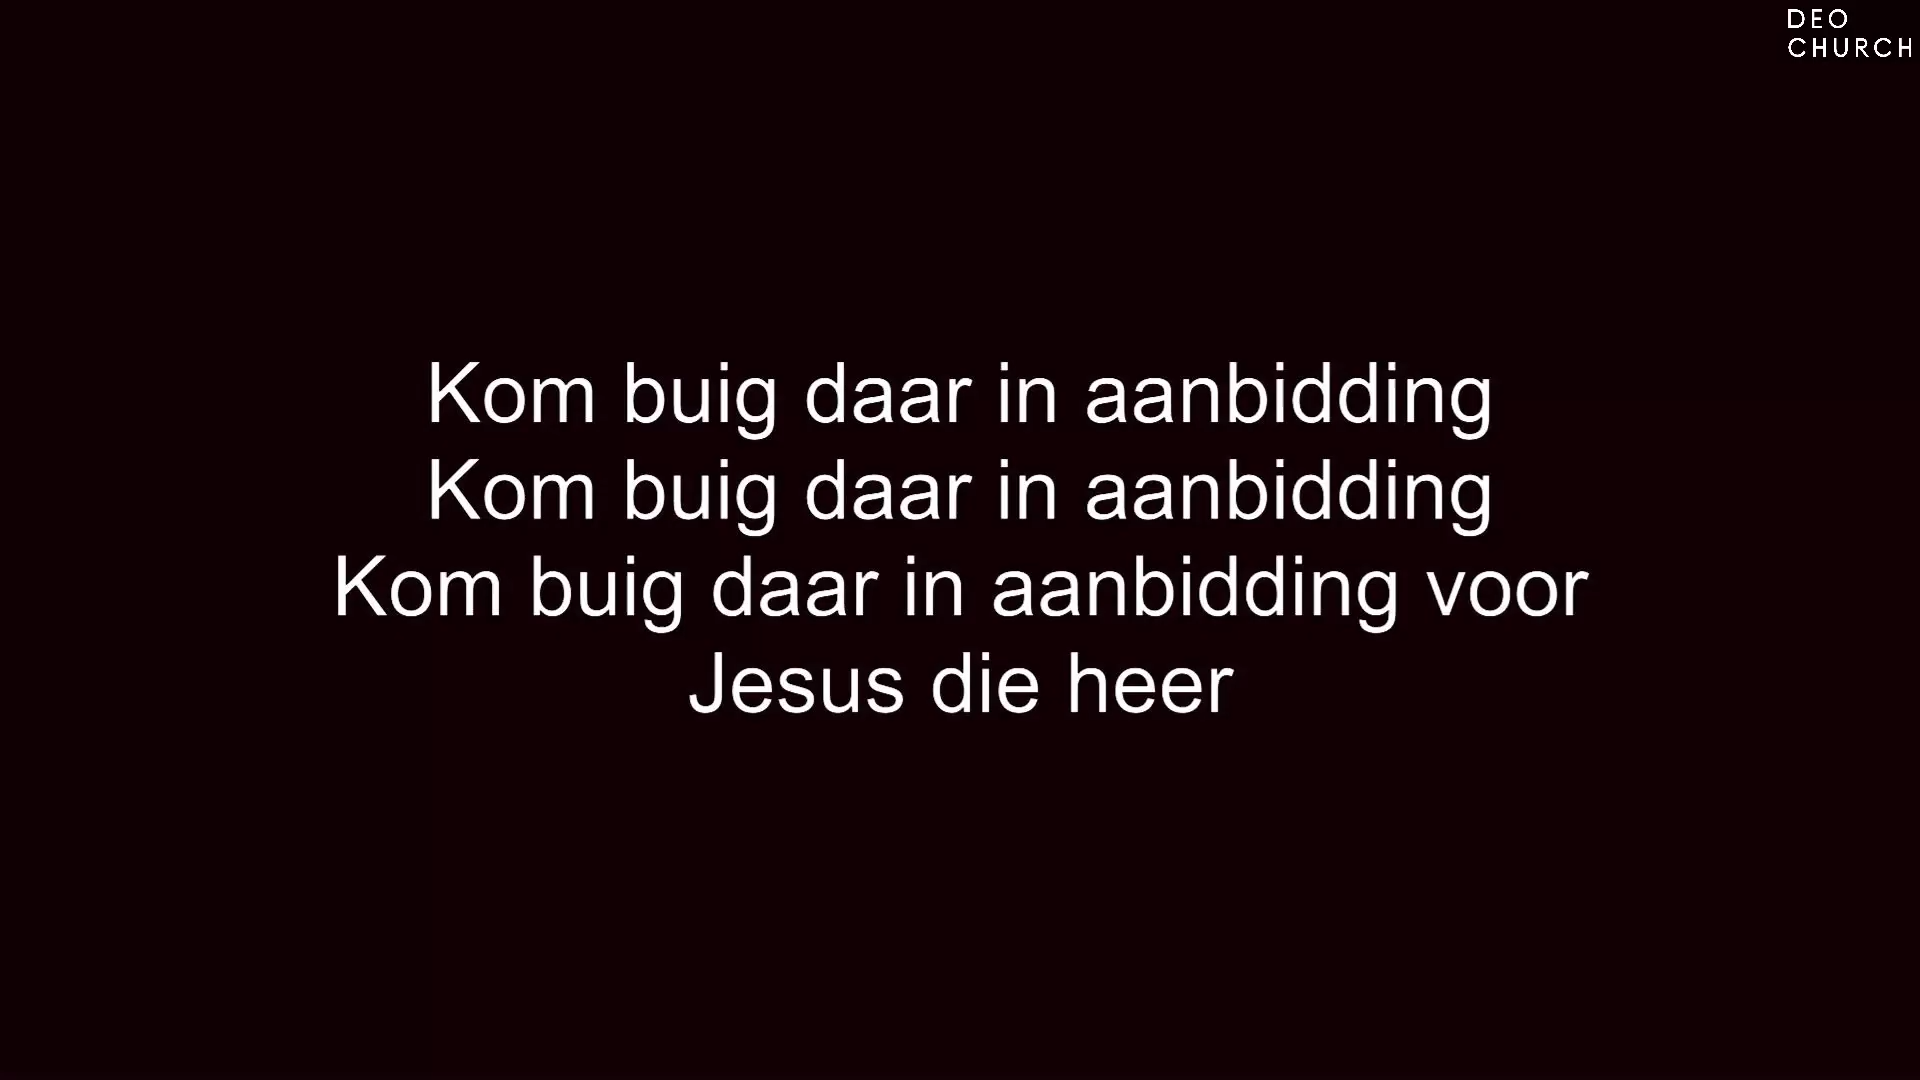 DEO
CHURCH
Kom buig daar in aanbidding
Kom buig daar in aanbidding
Kom buig daar in aanbidding voor
Jesus die heer